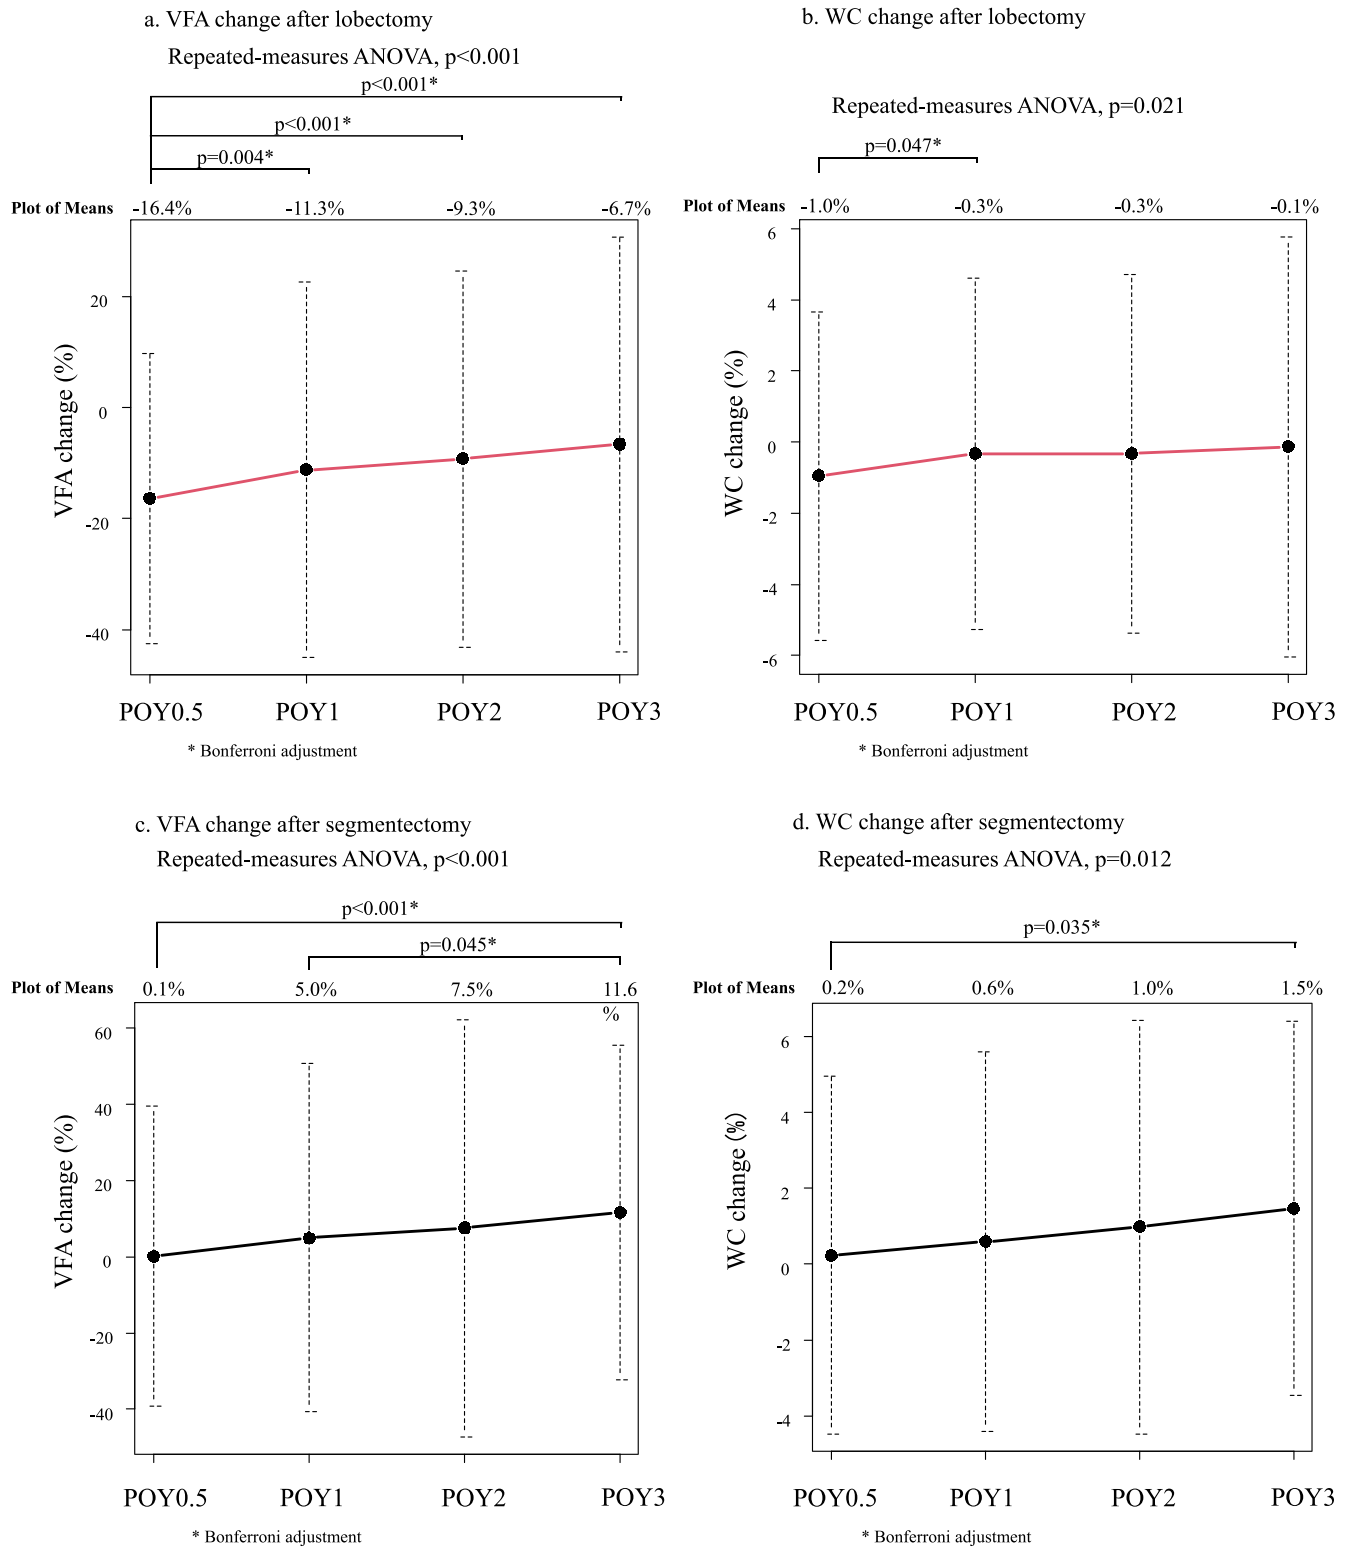 a. VFA change after lobectomy
Repeated-measures ANOVA, p<0.001
p<0.001*
p<0.001*
p=0.004*
Plot of Means -16.4% -11.3% -9.3% -6.7%
20
0
-20
-40
VFA change (%)
POY0.5 POY1 POY2 POY3
* Bonferroni adjustment
b. WC change after lobectomy
Repeated-measures ANOVA, p=0.021
p=0.047*
Plot of Means -1.0% -0.3% -0.3% -0.1%
6
4
2
0
-2
-4
-6
WC change (%)
POY0.5 POY1 POY2 POY3
* Bonferroni adjustment
c. VFA change after segmentectomy
Repeated-measures ANOVA, p<0.001
p<0.001*
p=0.045*
Plot of Means 0.1% 5.0% 7.5% 11.6
%
60
40
20
0
-20
-40
VFA change (%)
POY0.5 POY1 POY2 POY3
* Bonferroni adjustment
d. WC change after segmentectomy
Repeated-measures ANOVA, p=0.012
p=0.035*
Plot of Means 0.2% 0.6% 1.0% 1.5%
6
4
2
0
-2
-4
WC change (%)
POY0.5 POY1 POY2 POY3
* Bonferroni adjustment